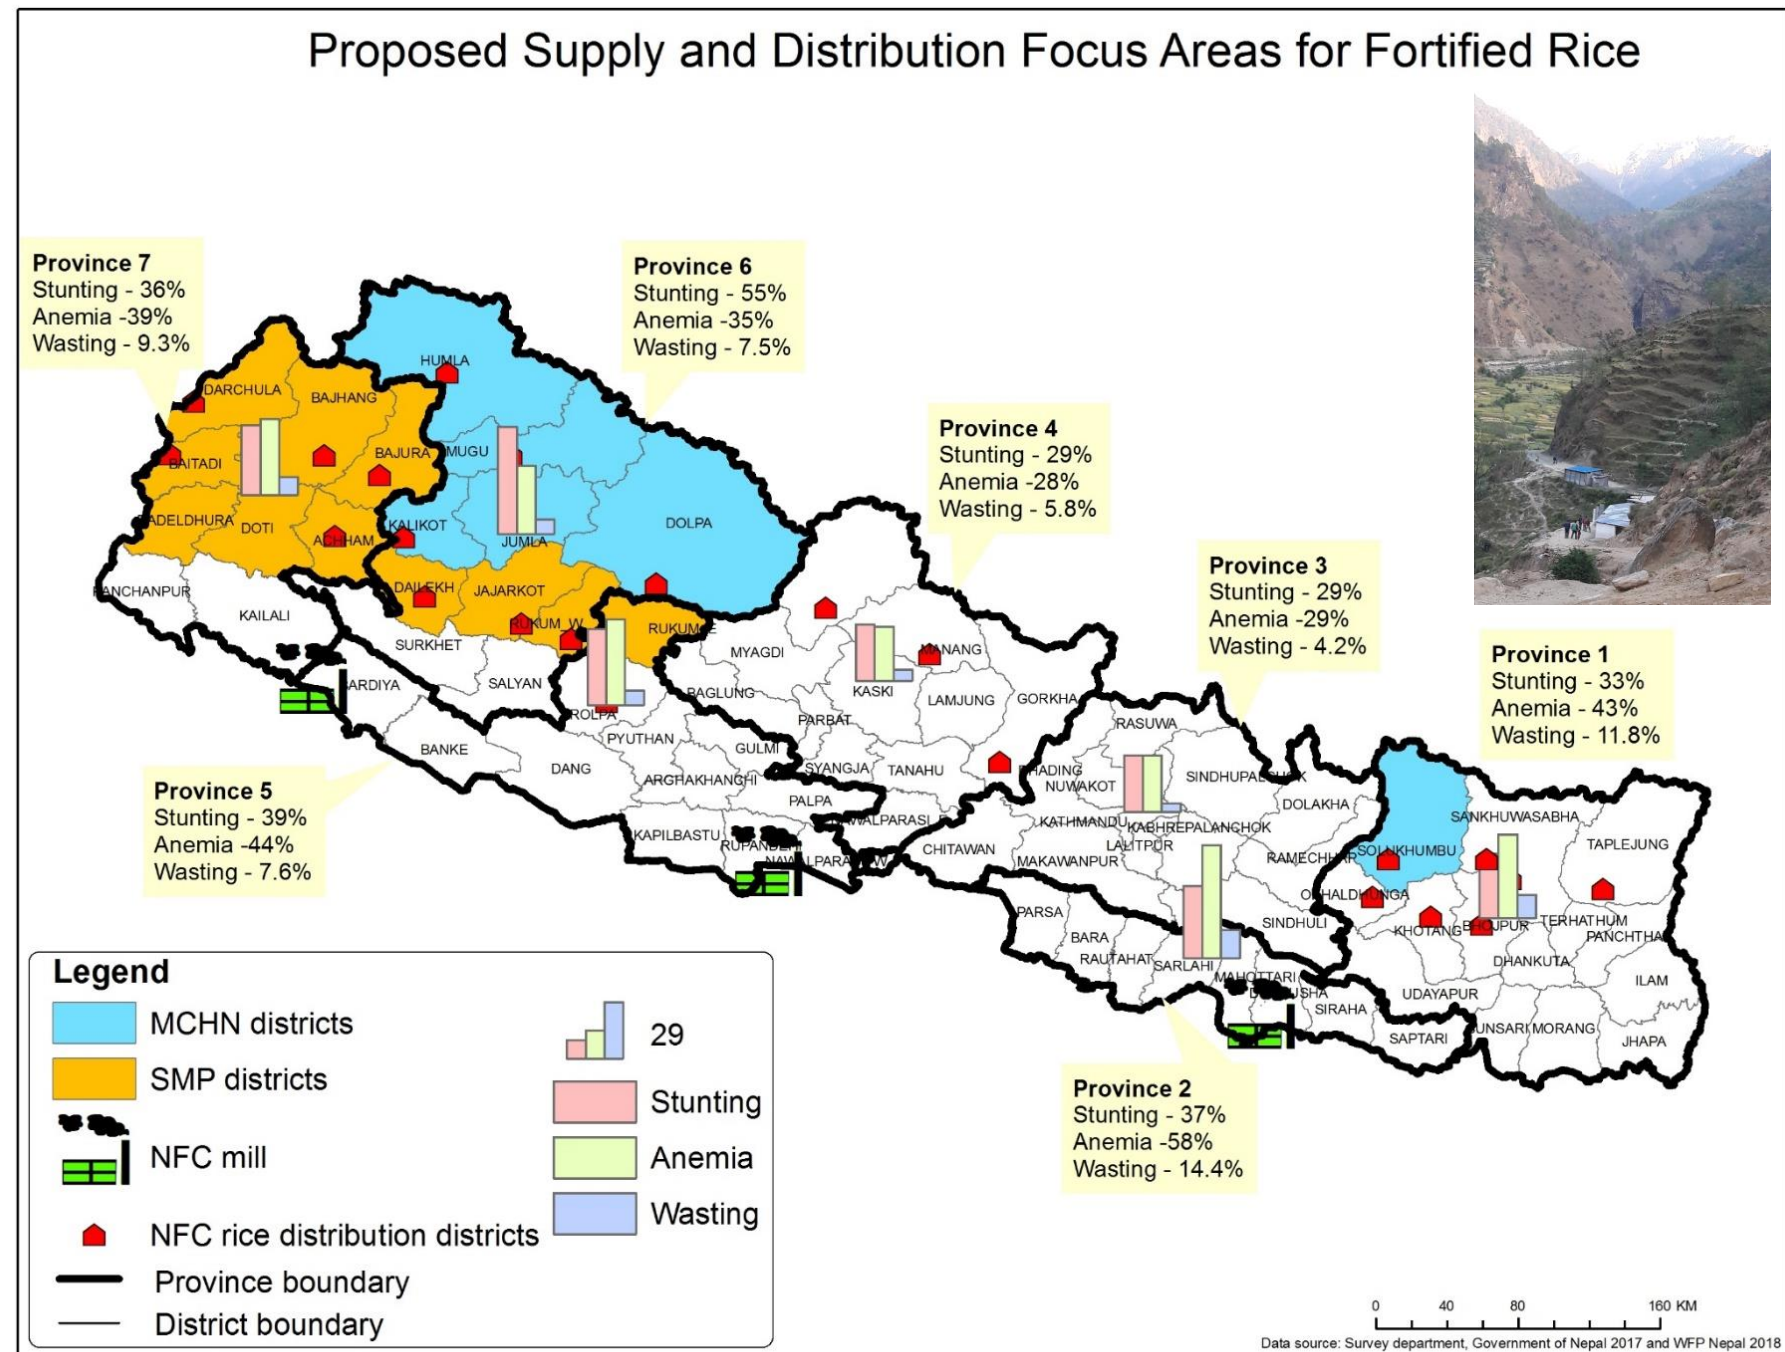 Proposed Supply and Distribution Focus Areas for Fortified Rice
Province 7
Stunting - 36%
Anemia -39%
Wasting - 9.3%
Province 6
Stunting - 55%
Anemia -35%
Wasting - 7.5%
Province 4
Stunting - 29%
Anemia -28%
Wasting - 5.8%
Province 3
Stunting - 29%
Anemia -29%
Wasting - 4.2%
Province 1
Stunting - 33%
Anemia - 43%
Wasting - 11.8%
Province 5
Stunting - 39%
Anemia -44%
Wasting - 7.6%
Province 2
Stunting - 37%
Anemia -58%
Wasting - 14.4%
HUMLA
DARCHULA
BAJHANG
BAJURA
MUGU
BAITADI
DOTI
ACHHAM
KALIKOT
JUMLA
DOLPA
KAILALI
DAILEKH
JAJARKOT
RUKUM_W
SURKHET
SALYAN
MYAGDI
MANANG
BAGLUNG
KASKI
LAMJUNG
GORKHA
ROLPA
PARBAT
PYUTHAN
GULMI
BANKE
DANG
ARGHAKHANCHI
SYANGJA
TANAHU
PALPA
KAPILBASTU
RASUWA
NUWAKOT
DOLAKHA
KATHMANDU
KABHREPALANCHOK
LALITPUR
CHITAWAN
MAKAWANPUR
SINDHULI
PARSA
BARA
RAUTAHAT
SARLAHI
MAHOTTARI
SIRAHA
SAPTARI
SOLUKHUMBU
SANKHUWASABHA
TAPLEJUNG
KHOTANG
BHOJPUR
TERHATHUM
DHANKUTA
ILAM
UDAYAPUR
MORANG
JHAPA
Legend
MCHN districts
SMP districts
NFC mill
NFC rice distribution districts
Province boundary
District boundary
29
Stunting
Anemia
Wasting
0 40 80 160 KM
Data source: Survey department, Government of Nepal 2017 and WFP Nepal 2018